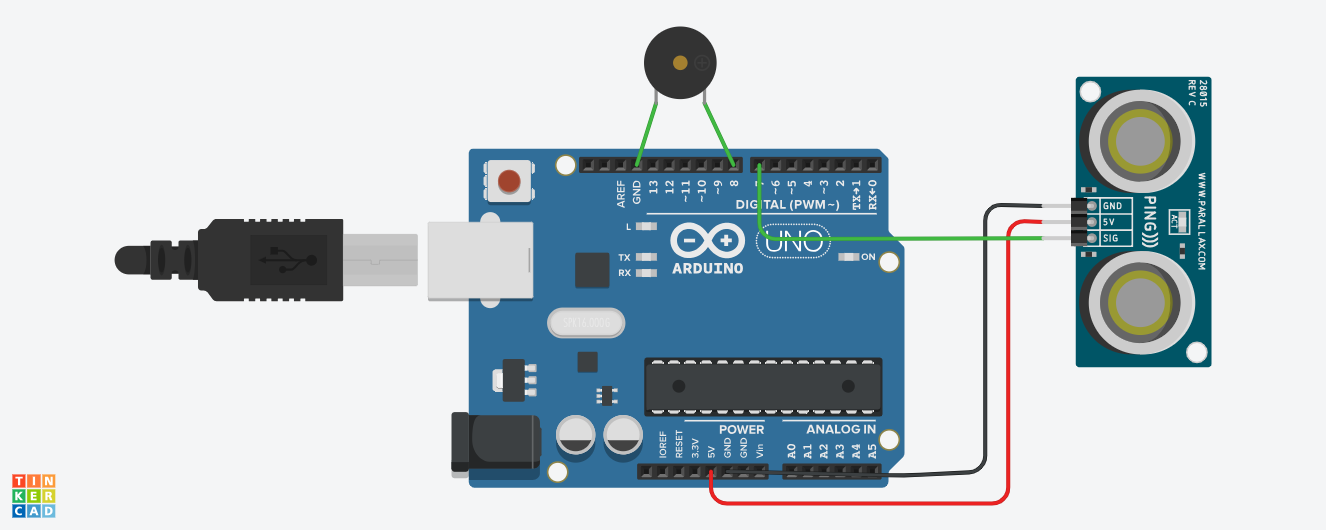 AREF
GND
13
12
~11
~10
~9
8
~6
~5
4
~3
2
TX→1
RX←0
DIGITAL (PWM~)
L
TX
RX
ARDUINO
UNO
ON
POWER
ANALOG IN
IOREF
RESET
3.3V
5V
GND
GND
Vin
A0
A1
A2
A3
A4
A5
28015
REV C
GND
5V
SIG
PING)))
ACT
WWW.PARALLAX.COM
TIN
KER
CAD